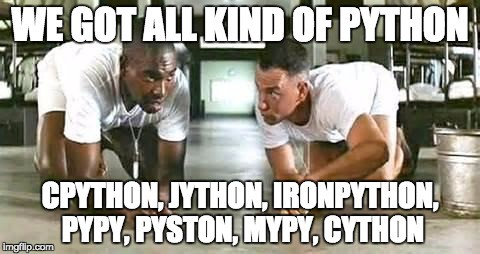 WE GOT ALL KIND OF PYTHON
CPYTHON, JYTHON, IRONPYTHON,
PYPY, PYSTON, MYPY, CYTHON
imgflip.com